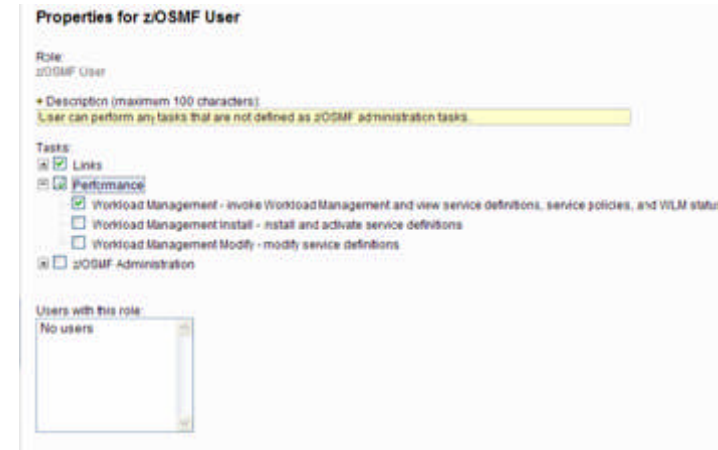 Properties for z/OSMF User
Role:
z/OSMF User
* Description (maximum 100 characters):
User can perform any tasks that are not defined as z/OSMF administration tasks.
Tasks:
Links
Performance
Workload Management - invoke Workload Management and view service definitions, service policies, and WLM status
Workload Management Install - install and activate service definitions
Workload Management Modify - modify service definitions
z/OSMF Administration
Users with this role:
No users